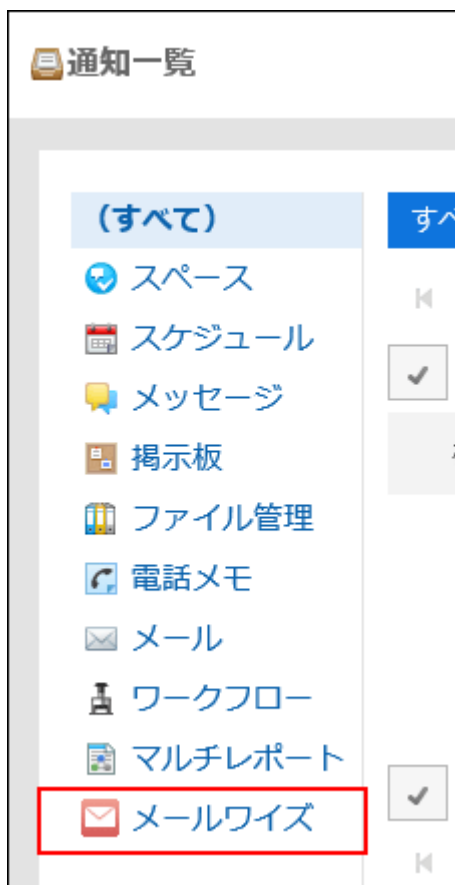 通知一覧
(すべて)
すべ
スペース
スケジュール
メッセージ
掲示板
ファイル管理
電話メモ
メール
ワークフロー
マルチレポート
メールワイズ